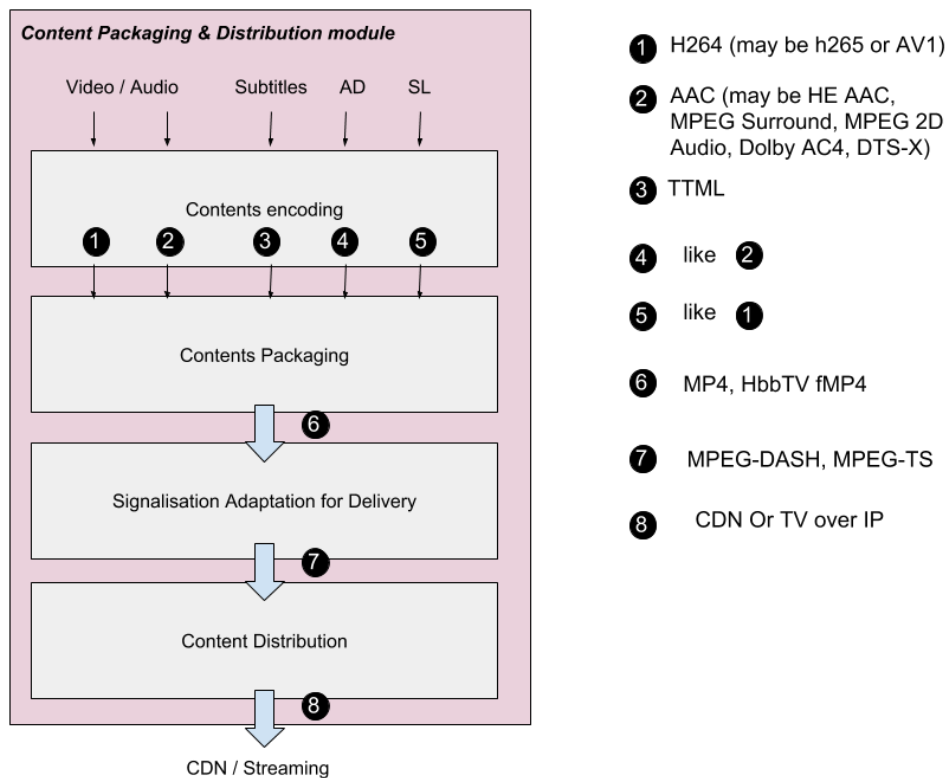 Content Packaging & Distribution module
Video / Audio Subtitles AD SL
Contents encoding
1 2 3 4 5
Contents Packaging
6
Signalisation Adaptation for Delivery
7
Content Distribution
8
CDN / Streaming
1 H264 (may be h265 or AV1)
2 AAC (may be HE AAC,
MPEG Surround, MPEG 2D
Audio, Dolby AC4, DTS-X)
3 TTML
4 like 2
5 like 1
6 MP4, HbbTV fMP4
7 MPEG-DASH, MPEG-TS
8 CDN Or TV over IP